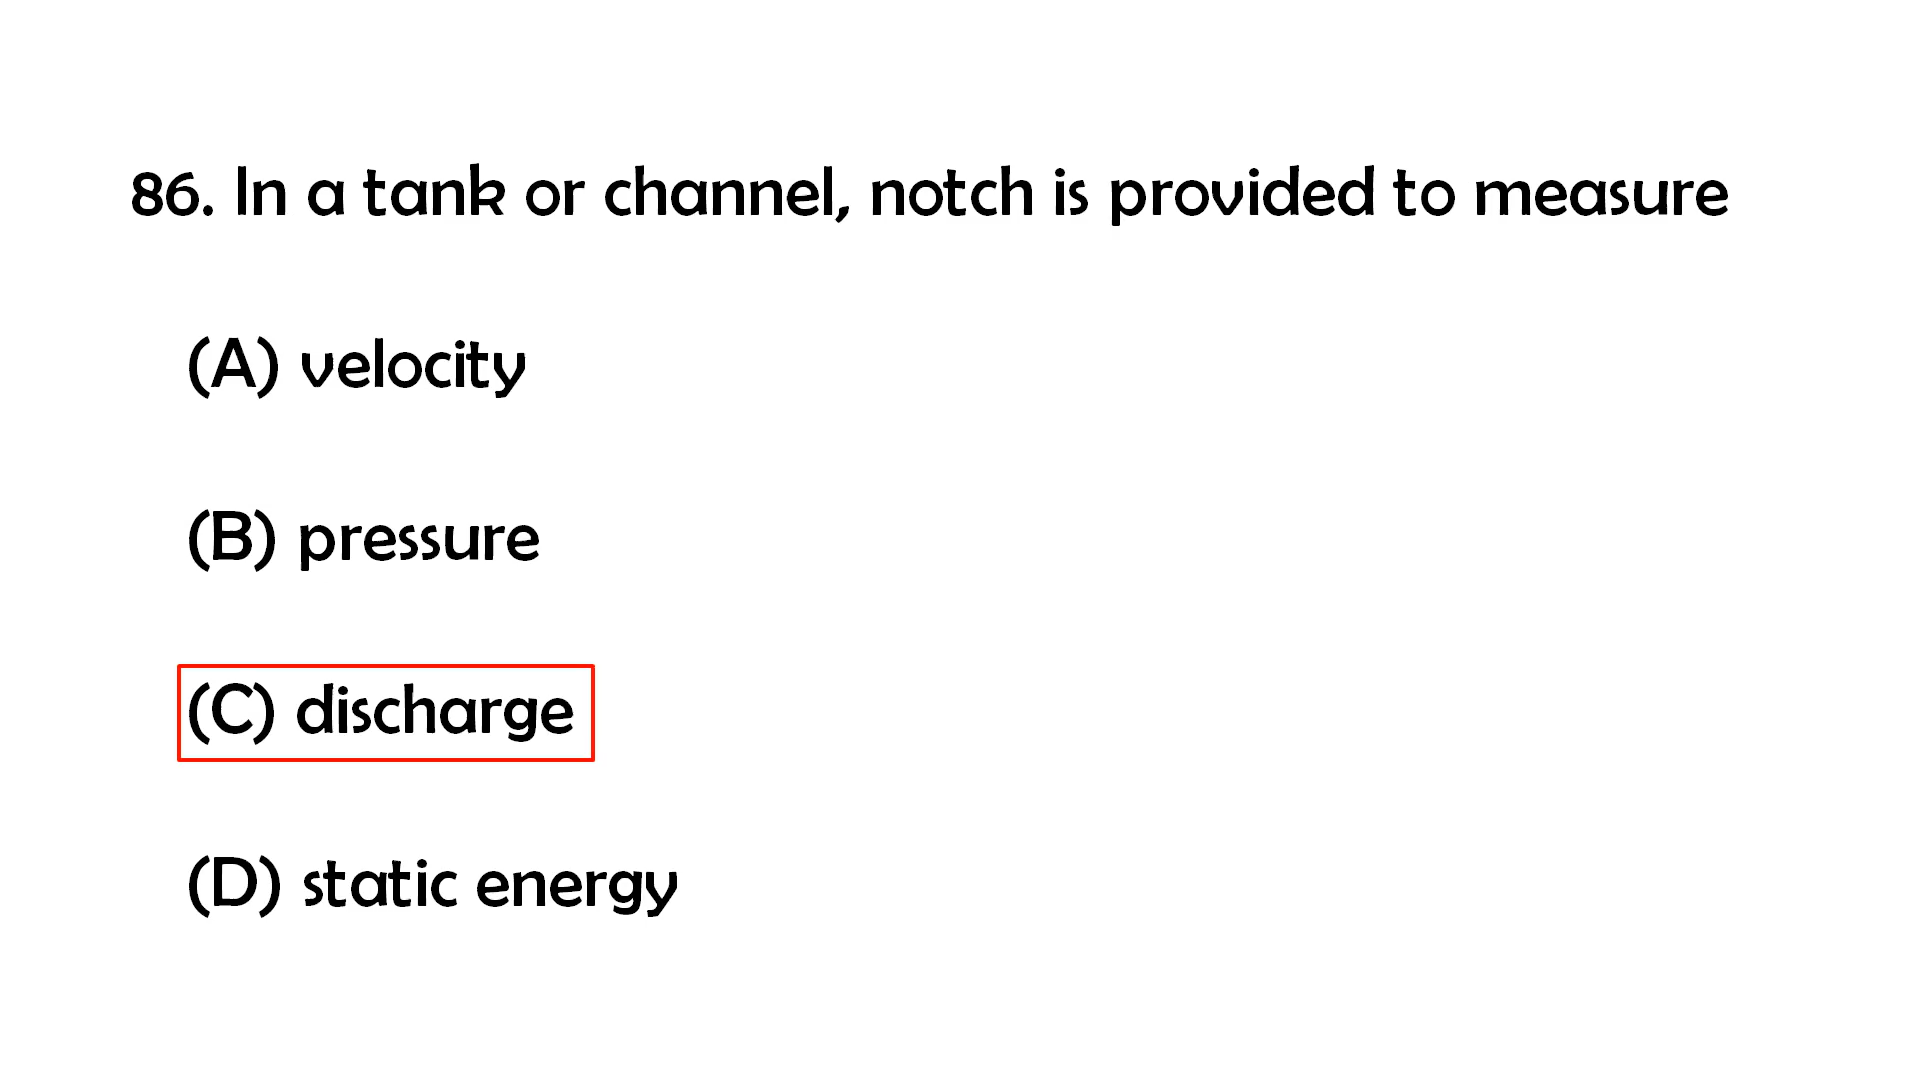 86. In a tank or channel, notch is provided to measure
(A) velocity
(B) pressure
(C) discharge
(D) static energy